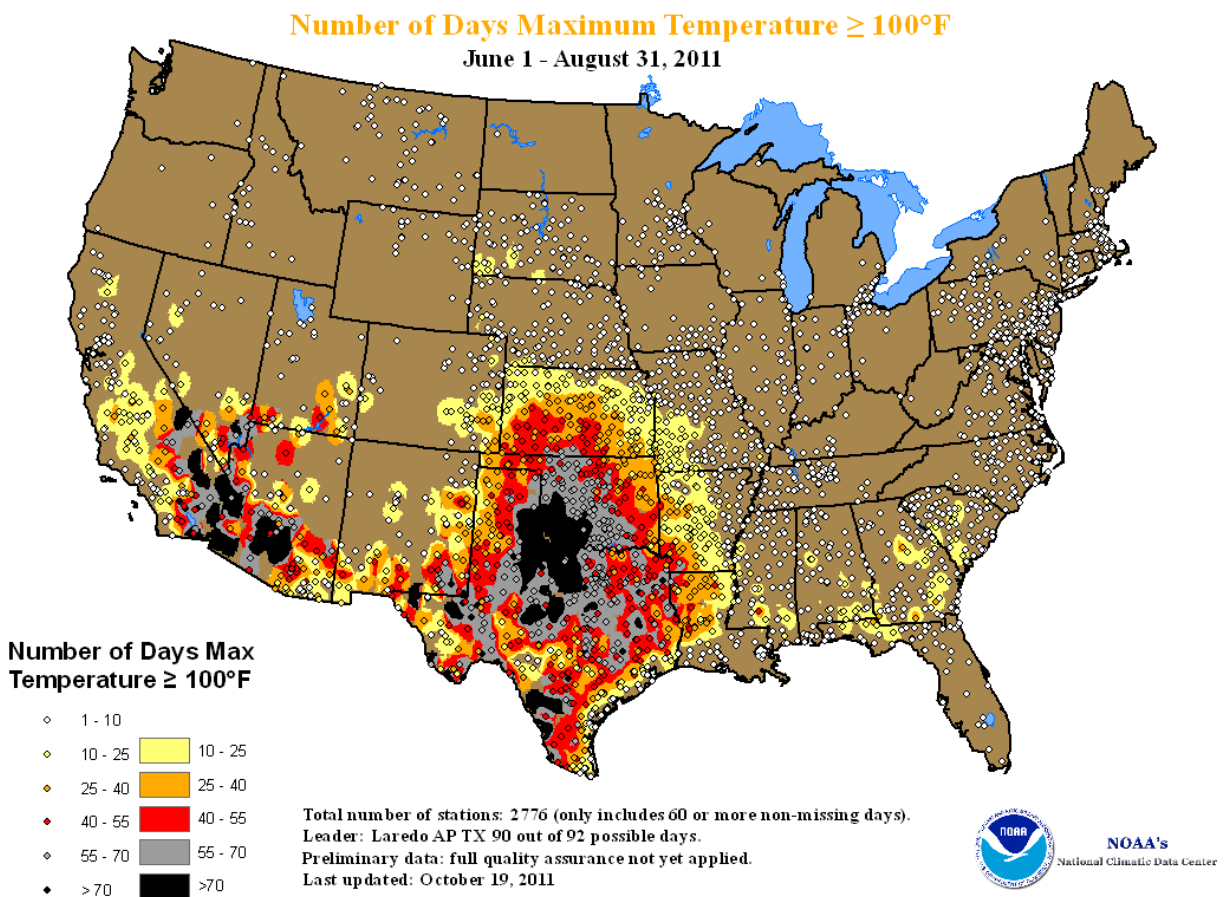 Number of Days Maximum Temperature ≥ 100°F
June 1 - August 31, 2011
Number of Days Max
Temperature ≥ 100°F
1 - 10
10 - 25 10 - 25
25 - 40 25 - 40
40 - 55 40 - 55
55 - 70 55 - 70
>70 >70
Total number of stations: 2776 (only includes 60 or more non-missing days).
Leader: Laredo AP TX 90 out of 92 possible days.
Preliminary data: full quality assurance not yet applied.
Last updated: October 19, 2011
NOAA
NOAA's
National Climatic Data Center